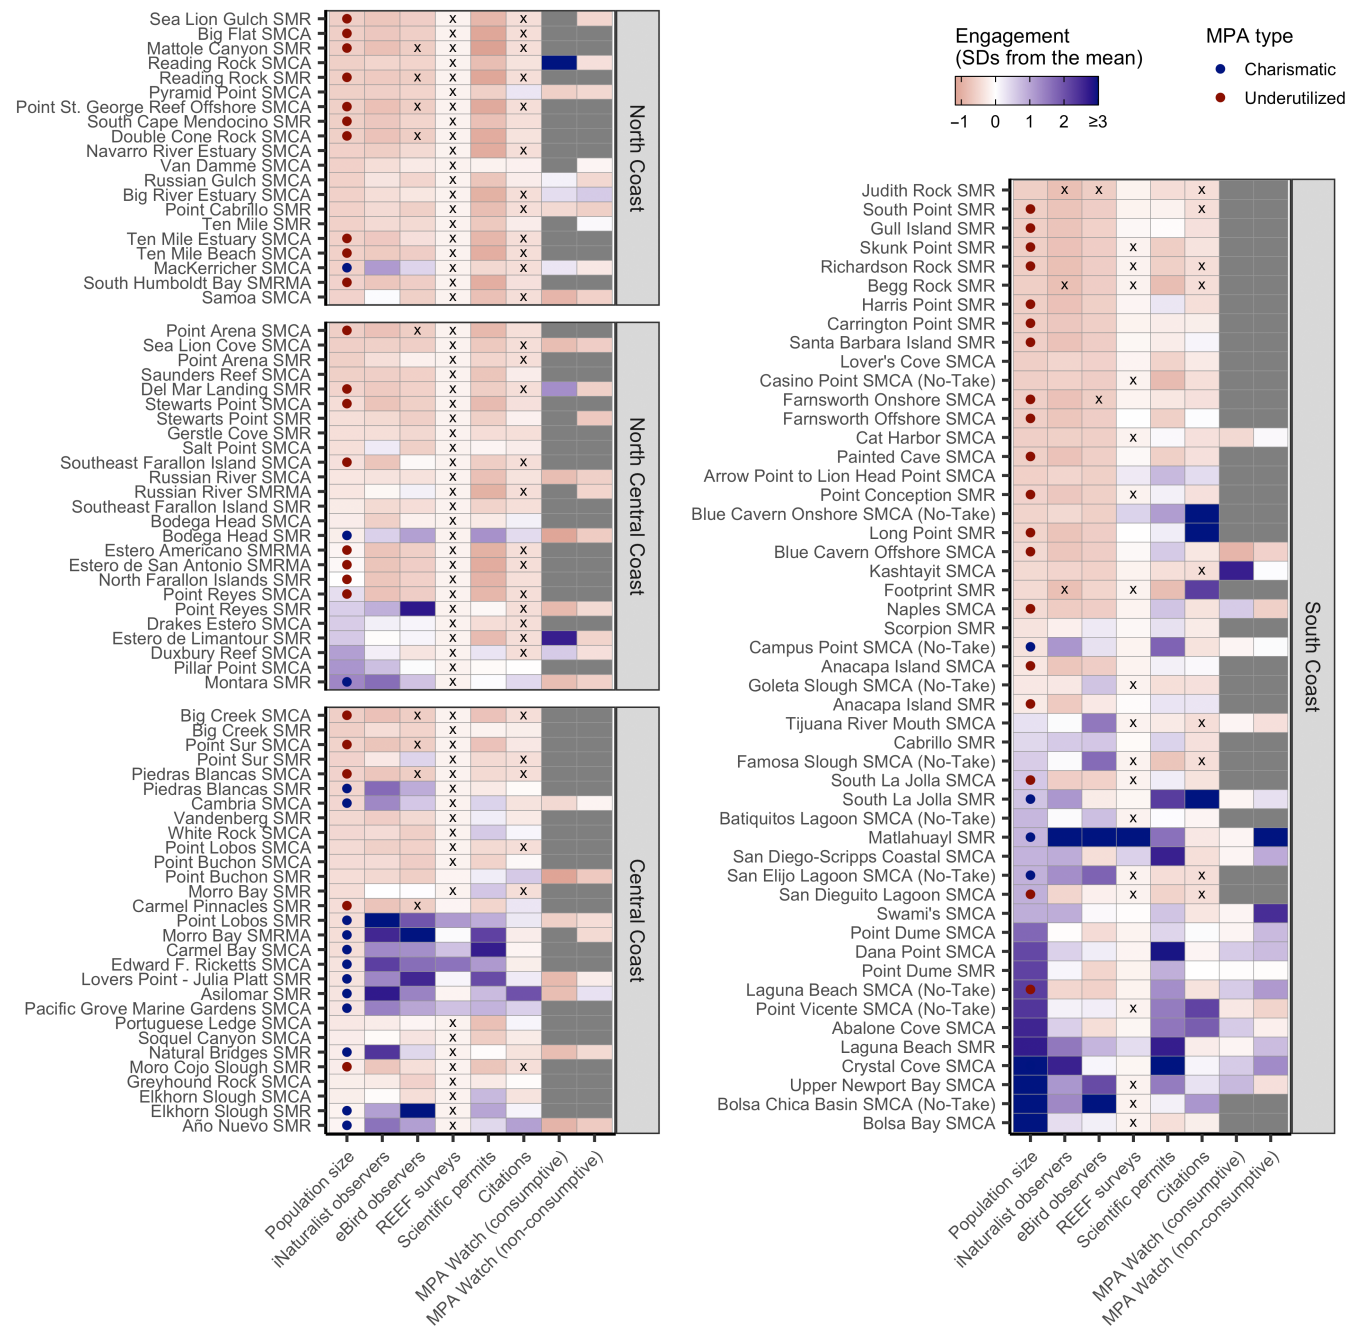 Sea Lion Gulch SMR
Big Flat SMCA
Mattole Canyon SMR
Reading Rock SMCA
Reading Rock SMR
Pyramid Point SMCA
Point St. George Reef Offshore SMCA
South Cape Mendocino SMR
Double Cone Rock SMCA
Navarro River Estuary SMCA
Van Damme SMCA
Russian Gulch SMCA
Big River Estuary SMCA
Point Cabrillo SMR
Ten Mile SMR
Ten Mile Estuary SMCA
Ten Mile Beach SMCA
MacKerricher SMCA
South Humboldt Bay SMRMA
Samoa SMCA
North Coast
Point Arena SMCA
Sea Lion Cove SMCA
Point Arena SMR
Saunders Reef SMCA
Del Mar Landing SMR
Stewarts Point SMCA
Stewarts Point SMR
Gerstle Cove SMR
Salt Point SMCA
Southeast Farallon Island SMCA
Russian River SMCA
Russian River SMRMA
Southeast Farallon Island SMR
Bodega Head SMCA
Bodega Head SMR
Estero Americano SMRMA
Estero de San Antonio SMRMA
North Farallon Islands SMR
Point Reyes SMCA
Point Reyes SMR
Drakes Estero SMCA
Estero de Limantour SMR
Duxbury Reef SMCA
Pillar Point SMCA
Montara SMR
North Central Coast
Big Creek SMCA
Big Creek SMR
Point Sur SMCA
Point Sur SMR
Piedras Blancas SMCA
Piedras Blancas SMR
Cambria SMCA
Vandenberg SMR
White Rock SMCA
Point Lobos SMCA
Point Buchon SMCA
Point Buchon SMR
Morro Bay SMR
Carmel Pinnacles SMR
Point Lobos SMR
Morro Bay SMRMA
Carmel Bay SMCA
Edward F. Ricketts SMCA
Lovers Point - Julia Platt SMR
Asilomar SMR
Pacific Grove Marine Gardens SMCA
Portuguese Ledge SMCA
Soquel Canyon SMCA
Natural Bridges SMR
Moro Cojo Slough SMR
Greyhound Rock SMCA
Elkhorn Slough SMCA
Elkhorn Slough SMR
Año Nuevo SMR
Central Coast
Population size
iNaturalist observers
eBird observers
REEF surveys
Scientific permits
Citations
MPA Watch (consumptive)
MPA Watch (non-consumptive)
Engagement
(SDs from the mean)
−1 0 1 2 ≥3
MPA type
Charismatic
Underutilized
Judith Rock SMR
South Point SMR
Gull Island SMR
Skunk Point SMR
Richardson Rock SMR
Begg Rock SMR
Harris Point SMR
Carrington Point SMR
Santa Barbara Island SMR
Lover's Cove SMCA
Casino Point SMCA (No-Take)
Farnsworth Onshore SMCA
Farnsworth Offshore SMCA
Cat Harbor SMCA
Painted Cave SMCA
Arrow Point to Lion Head Point SMCA
Point Conception SMR
Blue Cavern Onshore SMCA (No-Take)
Long Point SMR
Blue Cavern Offshore SMCA
Kashtayit SMCA
Footprint SMR
Naples SMCA
Scorpion SMR
Campus Point SMCA (No-Take)
Anacapa Island SMCA
Goleta Slough SMCA (No-Take)
Anacapa Island SMR
Tijuana River Mouth SMCA
Cabrillo SMR
Famosa Slough SMCA (No-Take)
South La Jolla SMCA
South La Jolla SMR
Batiquitos Lagoon SMCA (No-Take)
Matlahuayl SMR
San Diego-Scripps Coastal SMCA
San Elijo Lagoon SMCA (No-Take)
San Dieguito Lagoon SMCA
Swami's SMCA
Point Dume SMCA
Dana Point SMCA
Point Dume SMR
Laguna Beach SMCA (No-Take)
Point Vicente SMCA (No-Take)
Abalone Cove SMCA
Laguna Beach SMR
Crystal Cove SMCA
Upper Newport Bay SMCA
Bolsa Chica Basin SMCA (No-Take)
Bolsa Bay SMCA
South Coast
Population size
iNaturalist observers
eBird observers
REEF surveys
Scientific permits
Citations
MPA Watch (consumptive)
MPA Watch (non-consumptive)